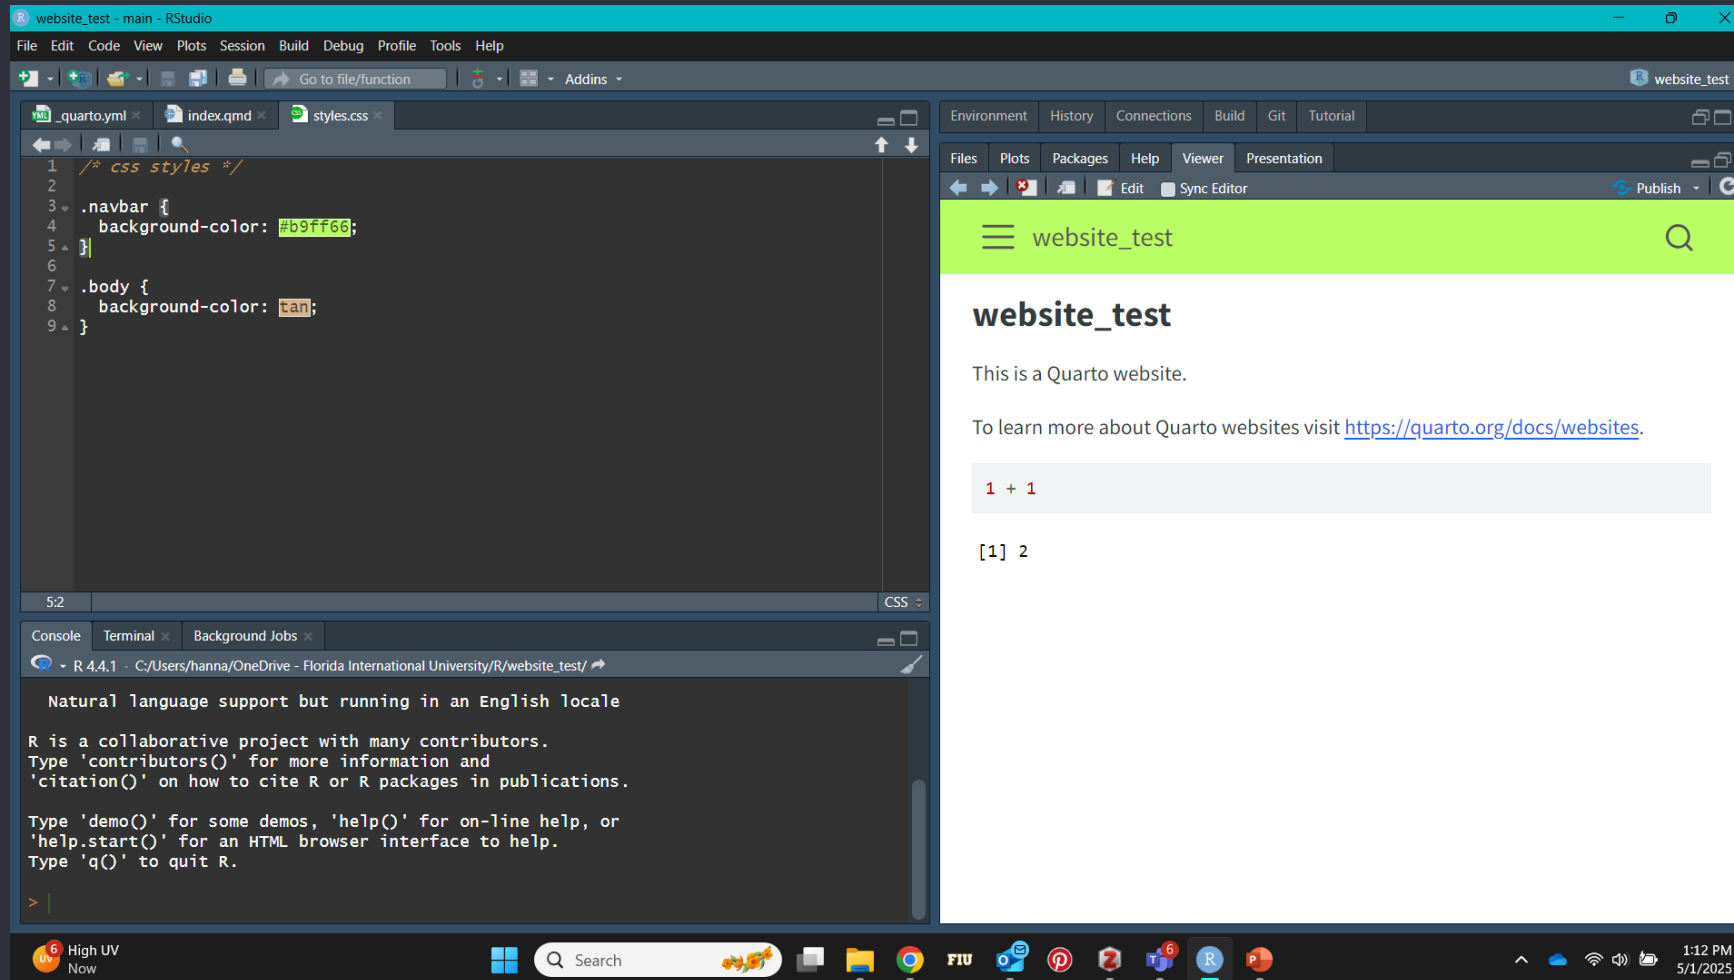 website_test - main - RStudio
File Edit Code View Plots Session Build Debug Profile Tools Help
Go to file/function Addins website_test
_quarto.yml index.qmd styles.css
1 /* css styles */
2
3 .navbar {
4 background-color: #b9ff66;
5 }
6
7 .body {
8 background-color: tan;
9 }
5:2 CSS
Console Terminal Background Jobs
R 4.4.1 · C:/Users/hanna/OneDrive - Florida International University/R/website_test/
Natural language support but running in an English locale
R is a collaborative project with many contributors.
Type 'contributors()' for more information and
'citation()' on how to cite R or R packages in publications.
Type 'demo()' for some demos, 'help()' for on-line help, or
'help.start()' for an HTML browser interface to help.
Type 'q()' to quit R.
>
Environment History Connections Build Git Tutorial
Files Plots Packages Help Viewer Presentation
Edit Sync Editor Publish
website_test
website_test
This is a Quarto website.
To learn more about Quarto websites visit https://quarto.org/docs/websites.
1 + 1
[1] 2
6
UV
High UV
Now
Search
FIU
6
1:12 PM
5/1/2025